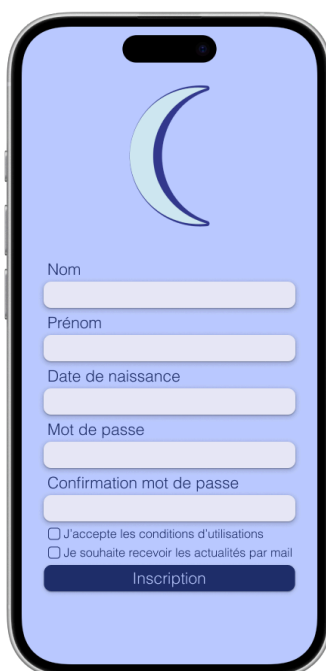 Nom
Prénom
Date de naissance
Mot de passe
Confirmation mot de passe
J'accepte les conditions d'utilisations
Je souhaite recevoir les actualités par mail
Inscription